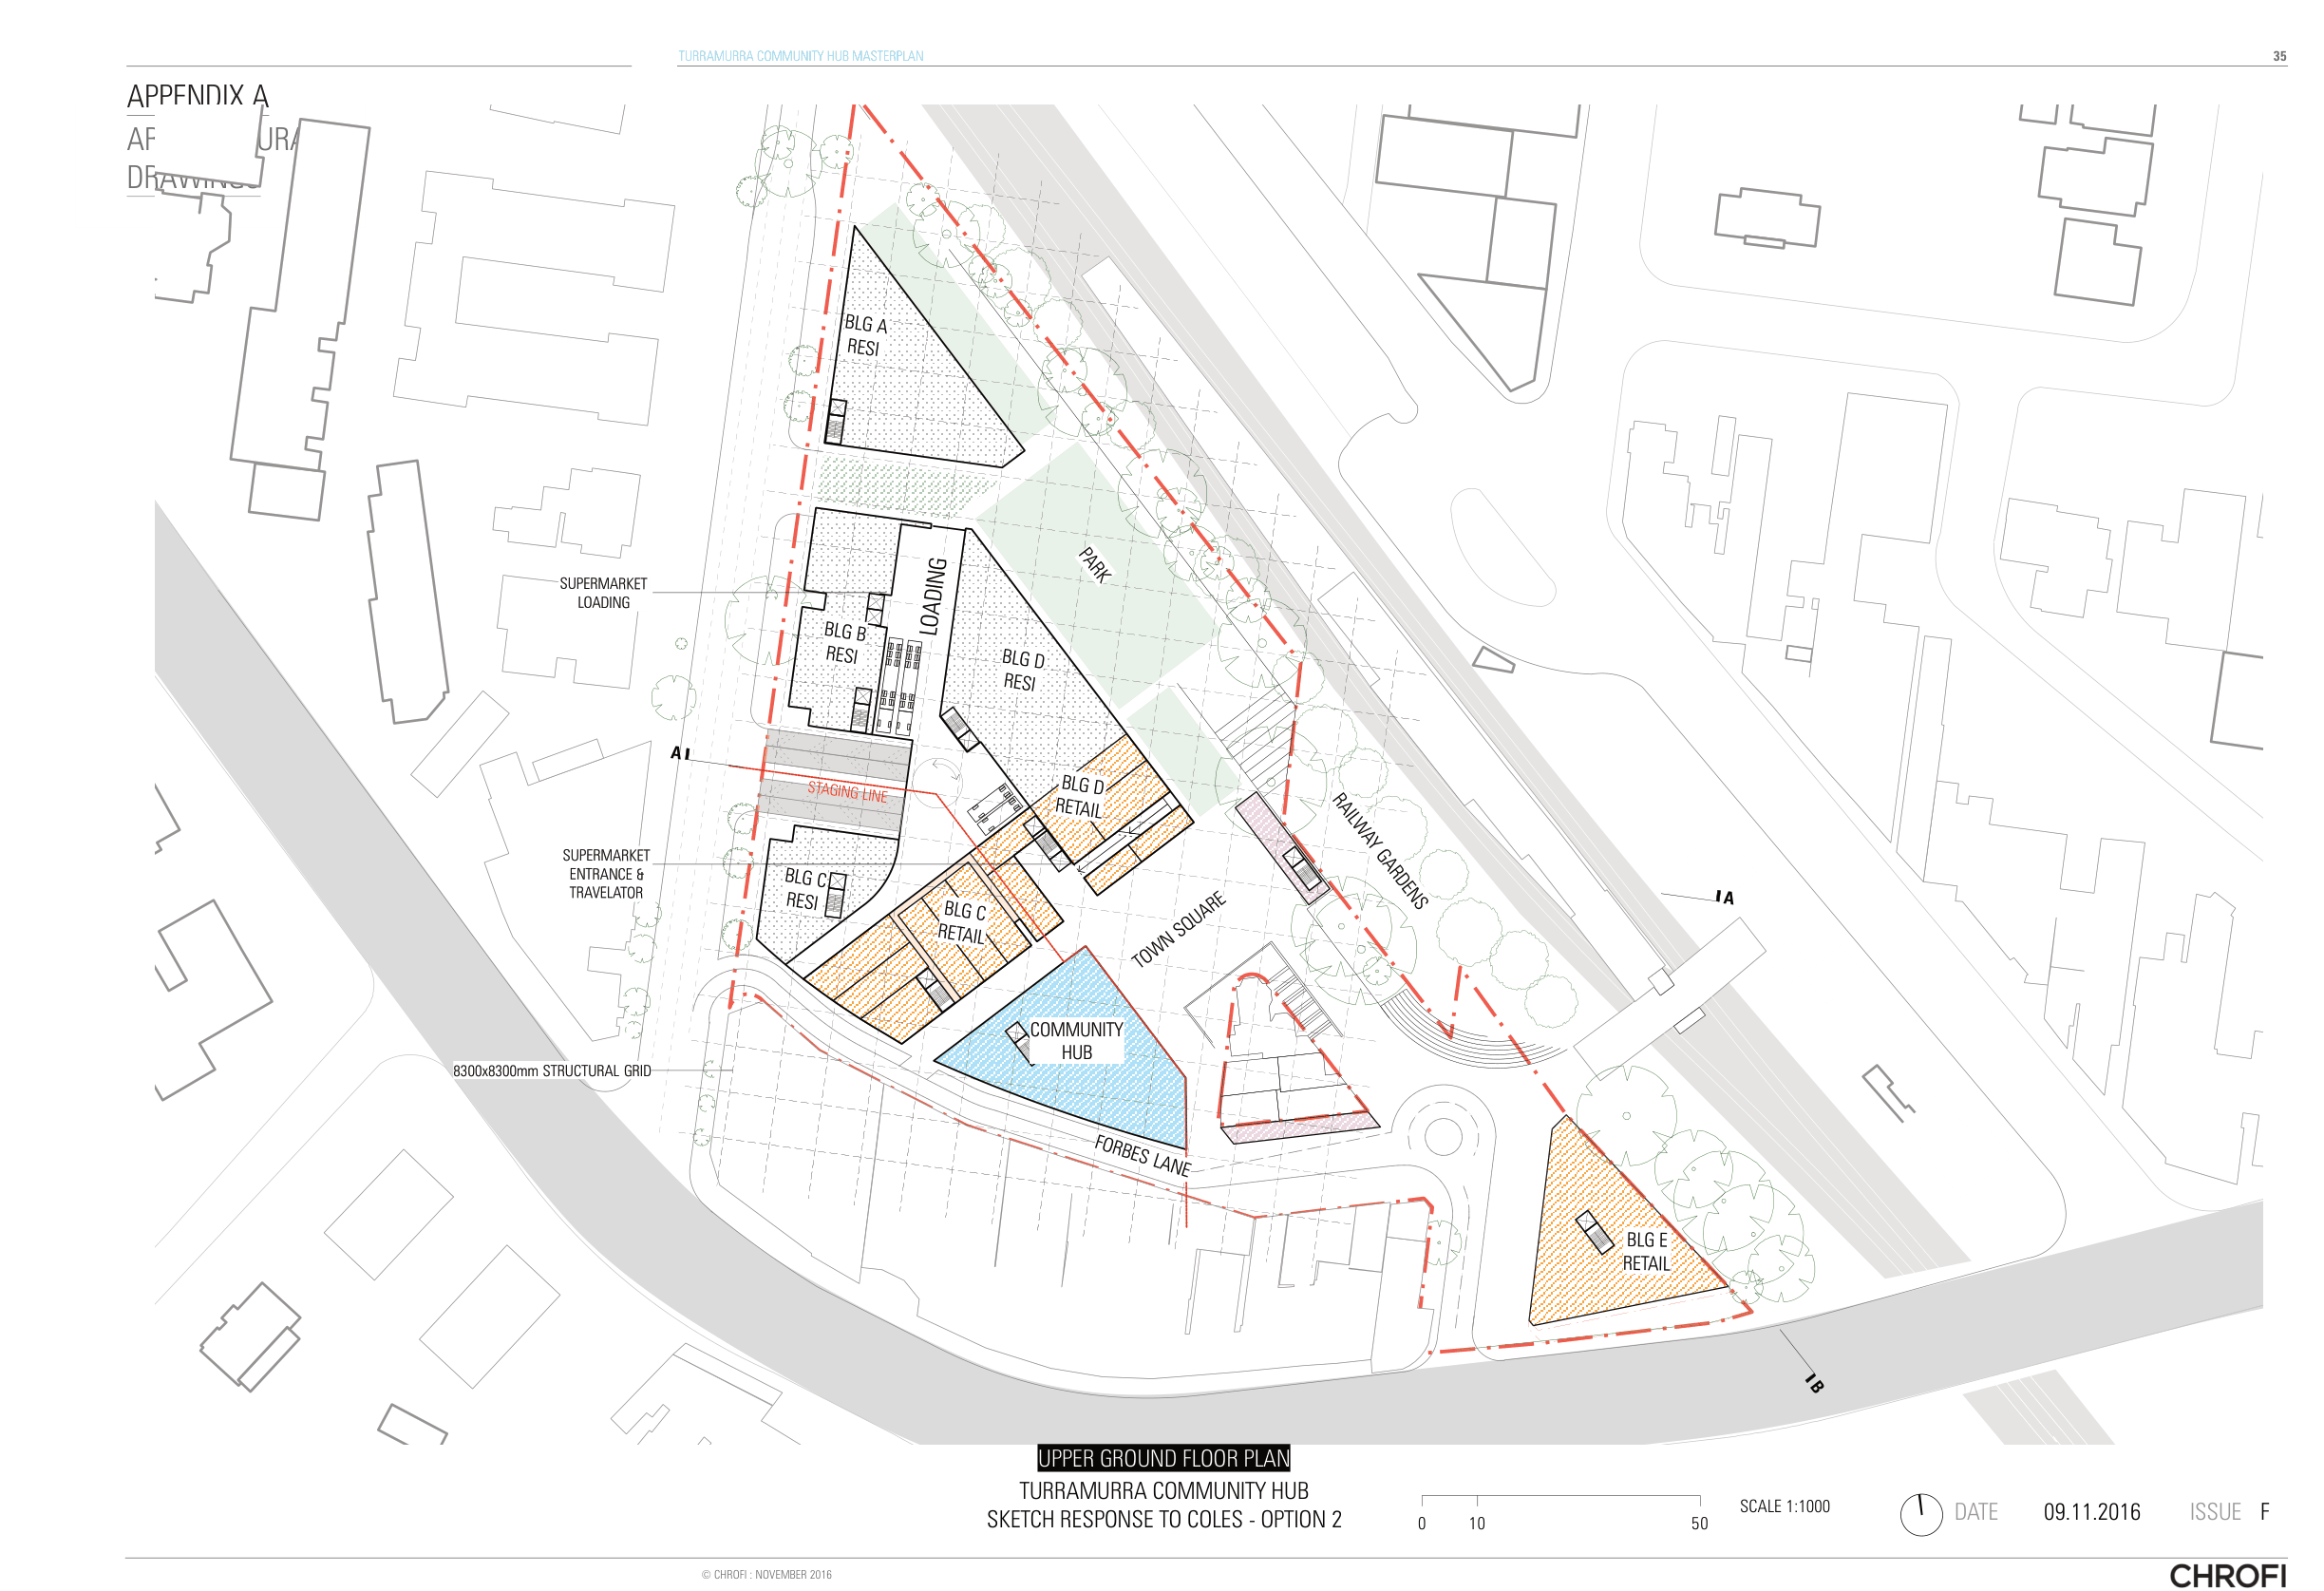 TURRAMURRA COMMUNITY HUB MASTERPLAN
35
APPENDIX A
DRAWINGS
BLG A
RESI
PARK
LOADING
SUPERMARKET
LOADING
BLG B
RESI
BLG D
RESI
A
STAGING LINE
BLG D
RETAIL
RAILWAY GARDENS
SUPERMARKET
ENTRANCE &
TRAVELATOR
BLG C
RESI
BLG C
RETAIL
TOWN SQUARE
A
COMMUNITY
HUB
8300x8300mm STRUCTURAL GRID
FORBES LANE
BLG E
RETAIL
B
UPPER GROUND FLOOR PLAN
TURRAMURRA COMMUNITY HUB
SKETCH RESPONSE TO COLES - OPTION 2
0 10 50
SCALE 1:1000
DATE 09.11.2016 ISSUE F
© CHROFI : NOVEMBER 2016
CHROFI